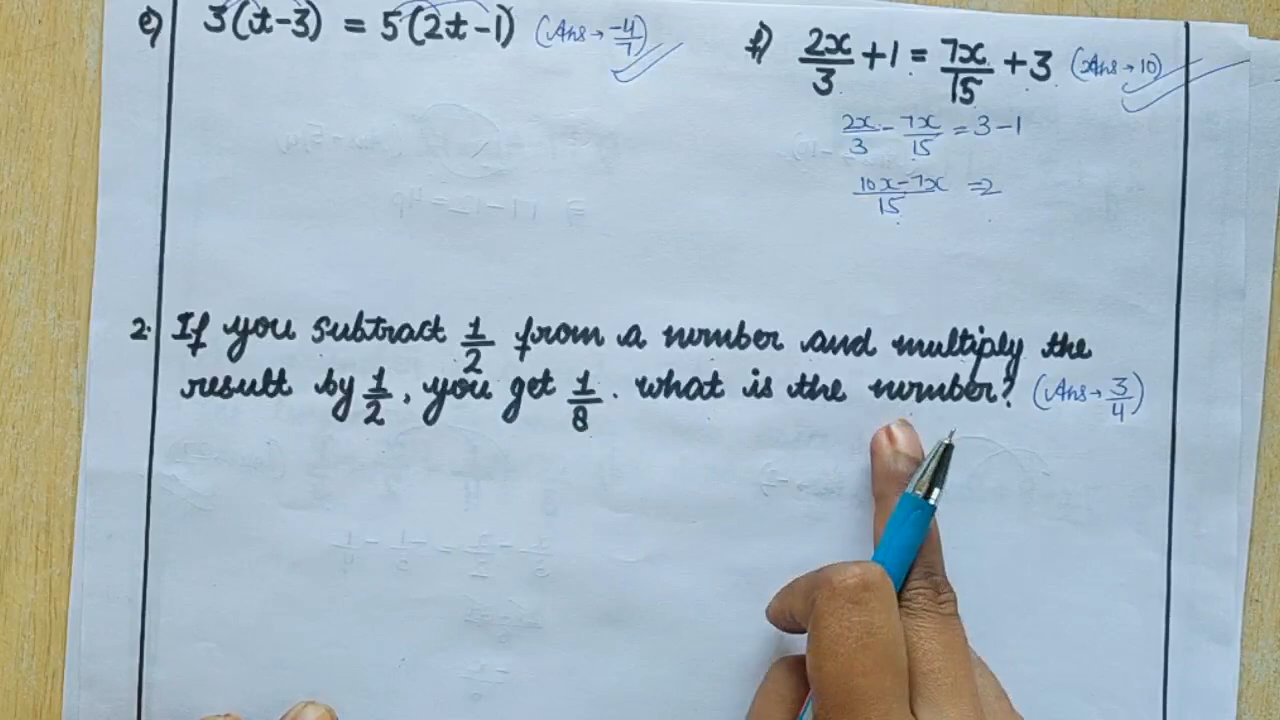 e) 3(t-3) = 5(2t-1) (Ans → -4/7)
f) 2x/3 + 1 = 7x/15 + 3 (Ans → 10)
2x/3 - 7x/15 = 3-1
10x-7x/15 = 2
2. If you subtract 1/2 from a number and multiply the
result by 1/2, you get 1/8. what is the number? (Ans → 3/4)